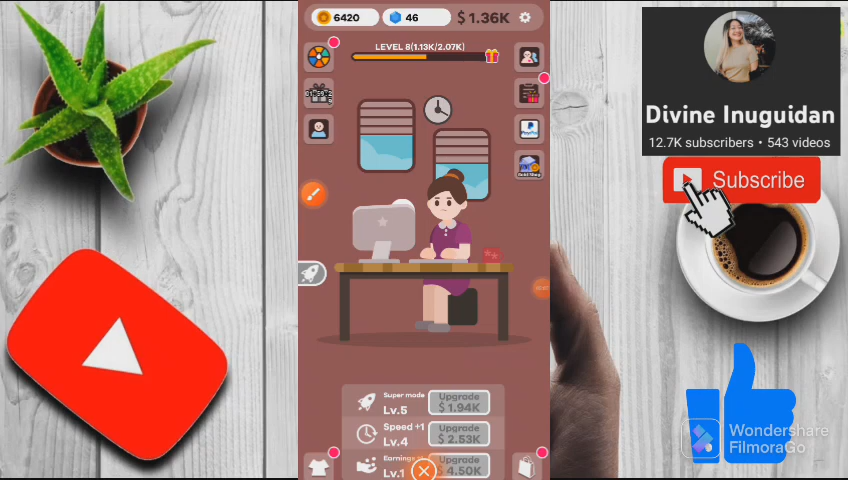 6420
46
$1.36K
LEVEL 8(1.13K/2.07K)
Divine Inuguidan
12.7K subscribers • 543 videos
Subscribe
Super mode
Lv.5
Upgrade
$1.94K
Speed +1
Lv.4
Upgrade
$2.53K
Earnings
Lv.1
Upgrade
$4.50K
Wondershare
FilmoraGo